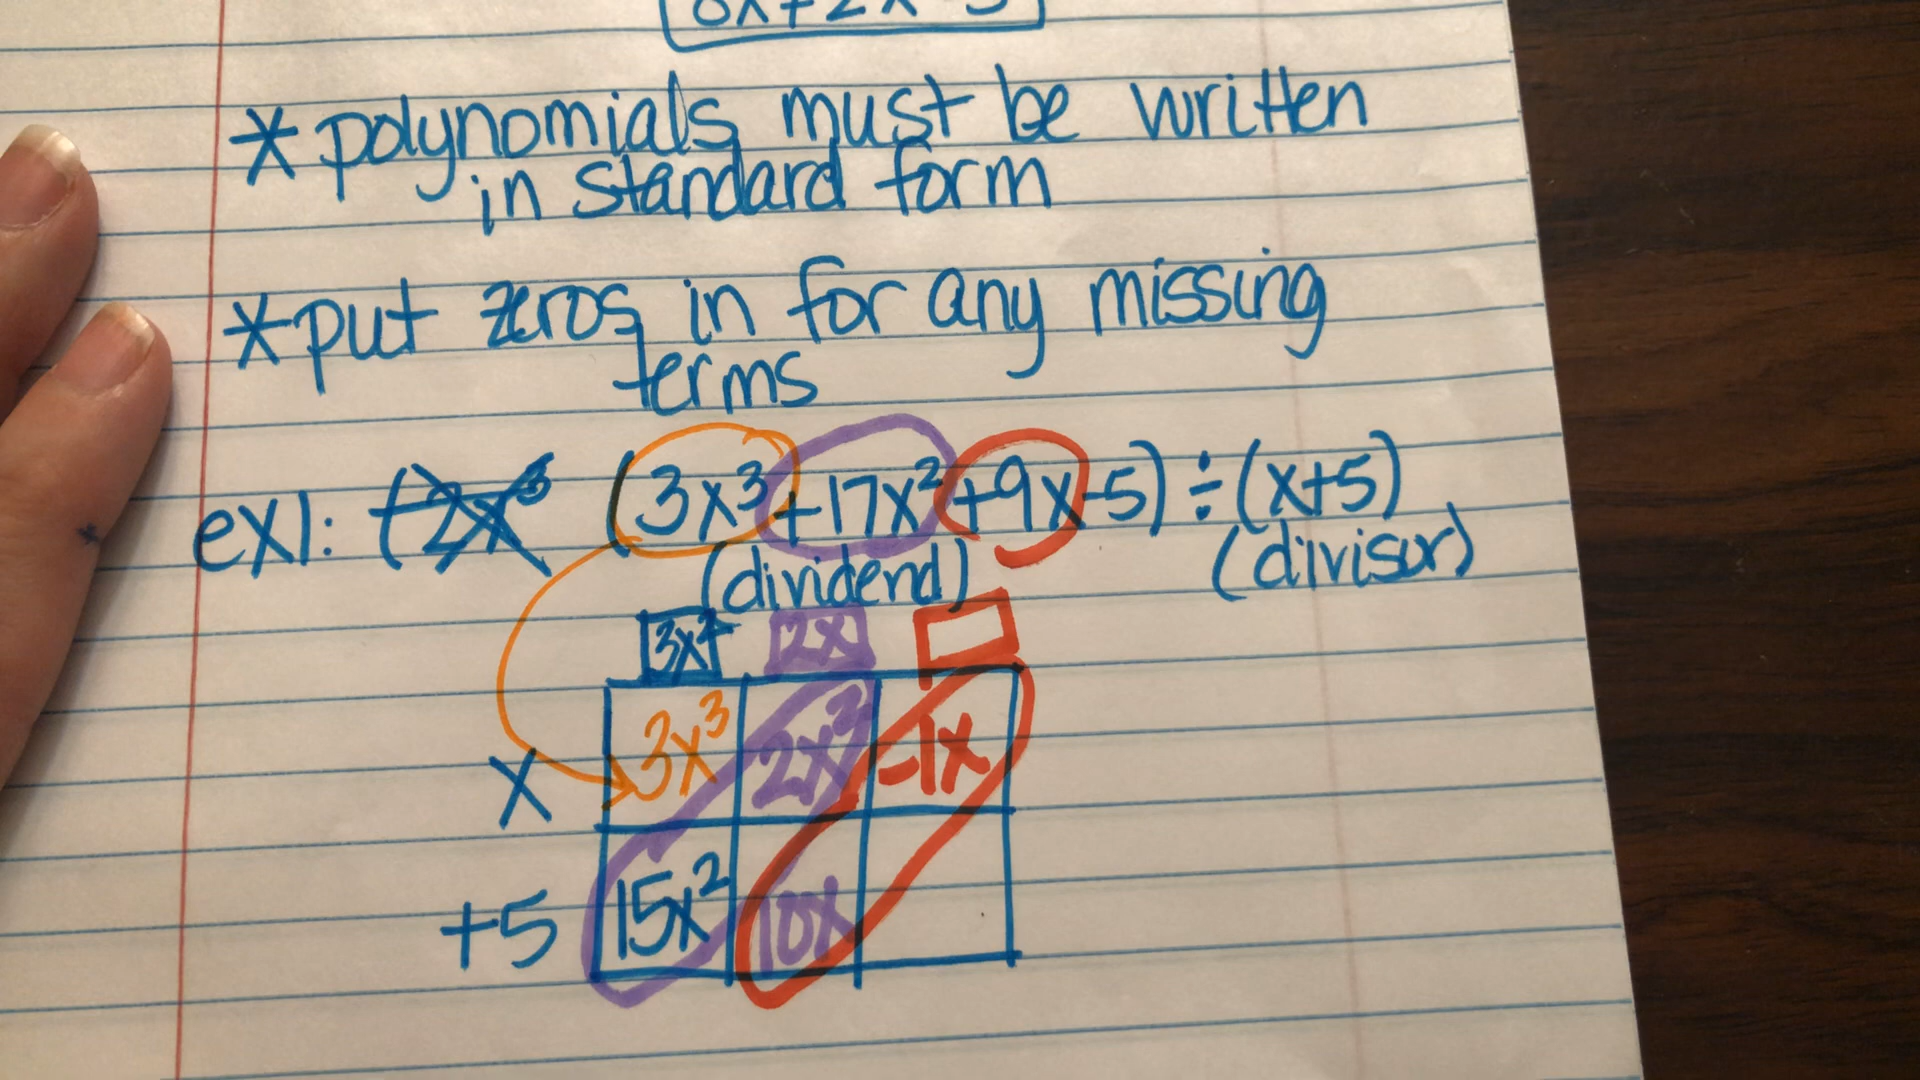 * polynomials must be written
in standard form
* put zeros in for any missing
terms
ex1: (3x³ +17x² +9x -5) ÷ (x+5)
(dividend) (divisor)
3x² 2x
x 3x³ 2x² -1x
+5 15x² 10x